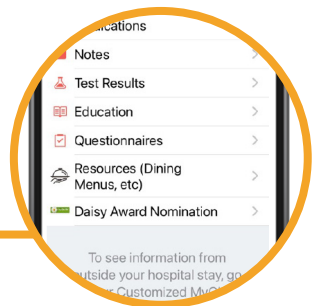 Notes
Test Results
Education
Questionnaires
Resources (Dining
Menus, etc)
Daisy Award Nomination
To see information from
outside your hospital stay, go
Customized